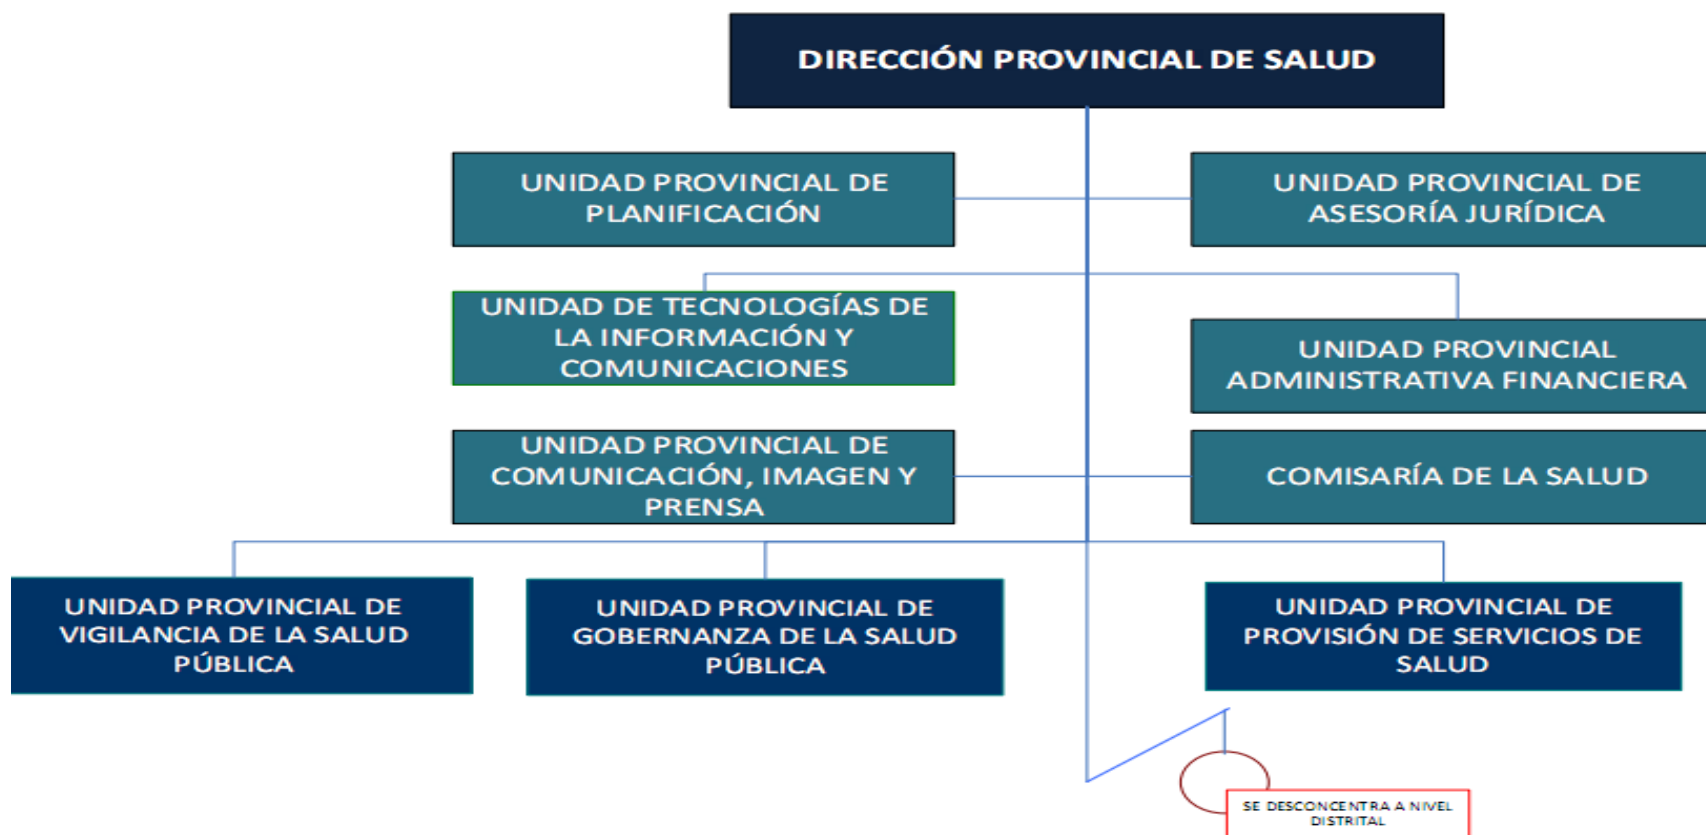 DIRECCIÓN PROVINCIAL DE SALUD
UNIDAD PROVINCIAL DE
PLANIFICACIÓN
UNIDAD PROVINCIAL DE
ASESORÍA JURÍDICA
UNIDAD DE TECNOLOGÍAS DE
LA INFORMACIÓN Y
COMUNICACIONES
UNIDAD PROVINCIAL
ADMINISTRATIVA FINANCIERA
UNIDAD PROVINCIAL DE
COMUNICACIÓN, IMAGEN Y
PRENSA
COMISARÍA DE LA SALUD
UNIDAD PROVINCIAL DE
VIGILANCIA DE LA SALUD
PÚBLICA
UNIDAD PROVINCIAL DE
GOBERNANZA DE LA SALUD
PÚBLICA
UNIDAD PROVINCIAL DE
PROVISIÓN DE SERVICIOS DE
SALUD
SE DESCONCENTRA A NIVEL
DISTRITAL